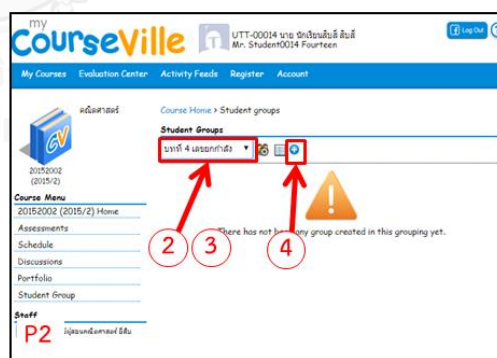 my
CourseVille
UTT-00014 นาย นักเรียนสิบสี่ สิบสี่
Mr. Student0014 Fourteen
Log Out
My Courses Evaluation Center Activity Feeds Register Account
คณิตศาสตร์
Course Home > Student groups
Student Groups
บทที่ 4 เลขยกกำลัง
CV
20152002
(2015/2)
Course Menu
20152002 (2015/2) Home
Assessments
Schedule
Discussions
Portfolio
Student Group
There has not been any group created in this grouping yet.
2 3 4
Staff
P2